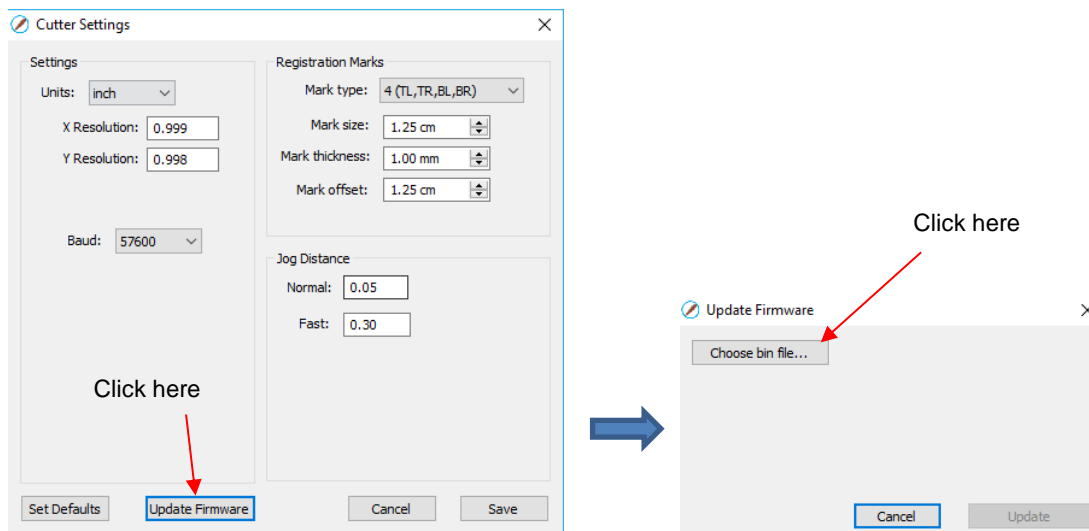 Cutter Settings
Settings
Units: inch
X Resolution: 0.999
Y Resolution: 0.998
Baud: 57600
Registration Marks
Mark type: 4 (TL,TR,BL,BR)
Mark size: 1.25 cm
Mark thickness: 1.00 mm
Mark offset: 1.25 cm
Jog Distance
Normal: 0.05
Fast: 0.30
Click here
Set Defaults Update Firmware Cancel Save
Click here
Update Firmware
Choose bin file...
Cancel Update